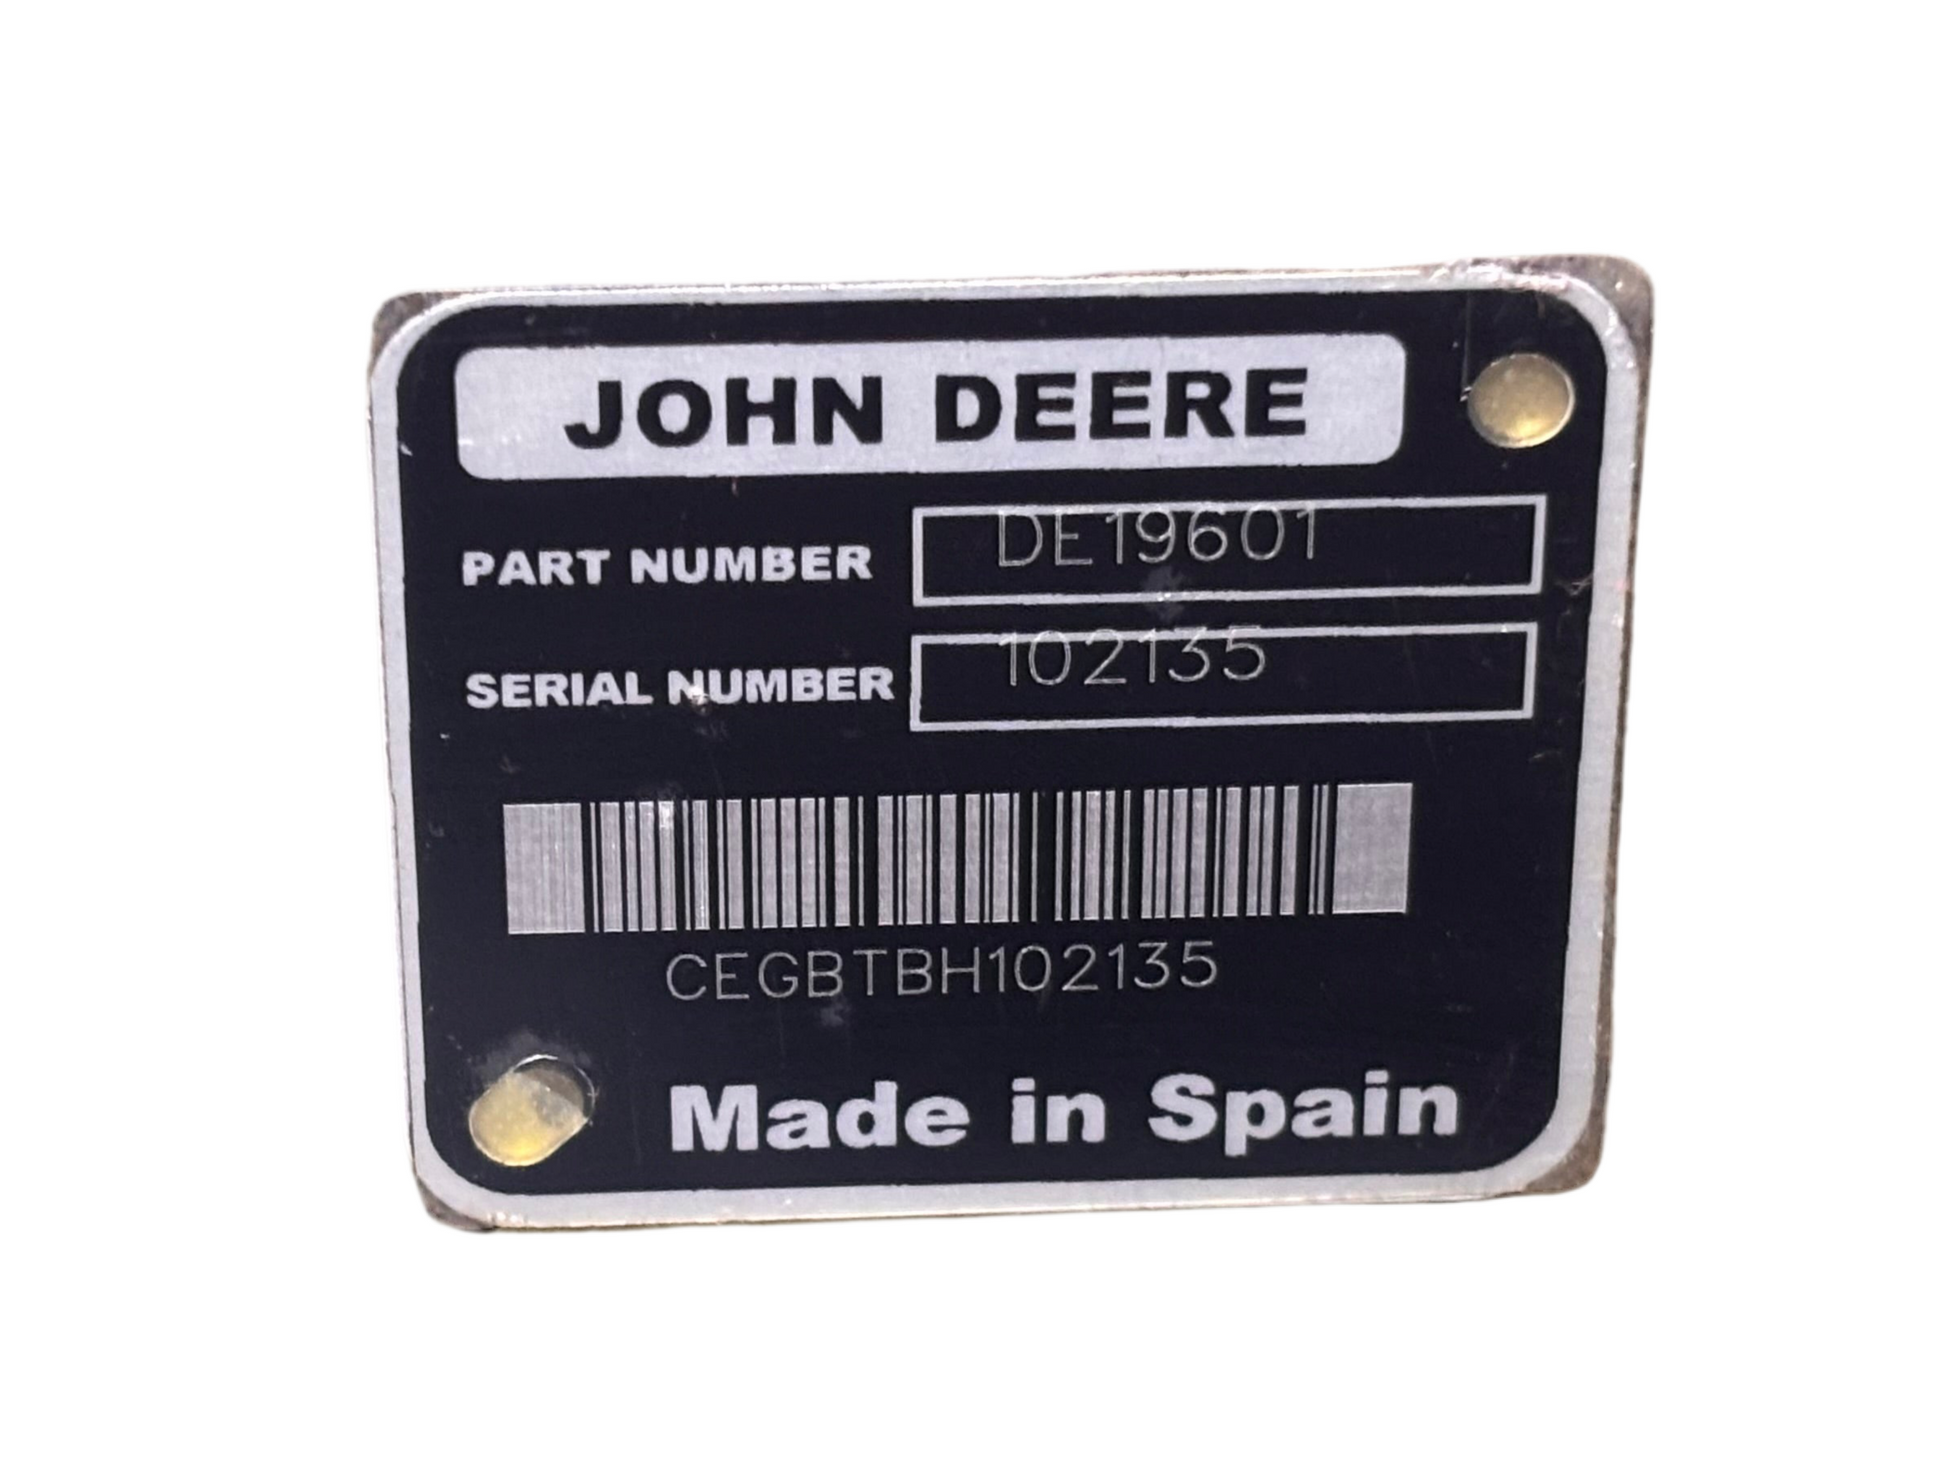 JOHN DEERE
PART NUMBER DE19601
SERIAL NUMBER 102135
CEGBTBH102135
Made in Spain